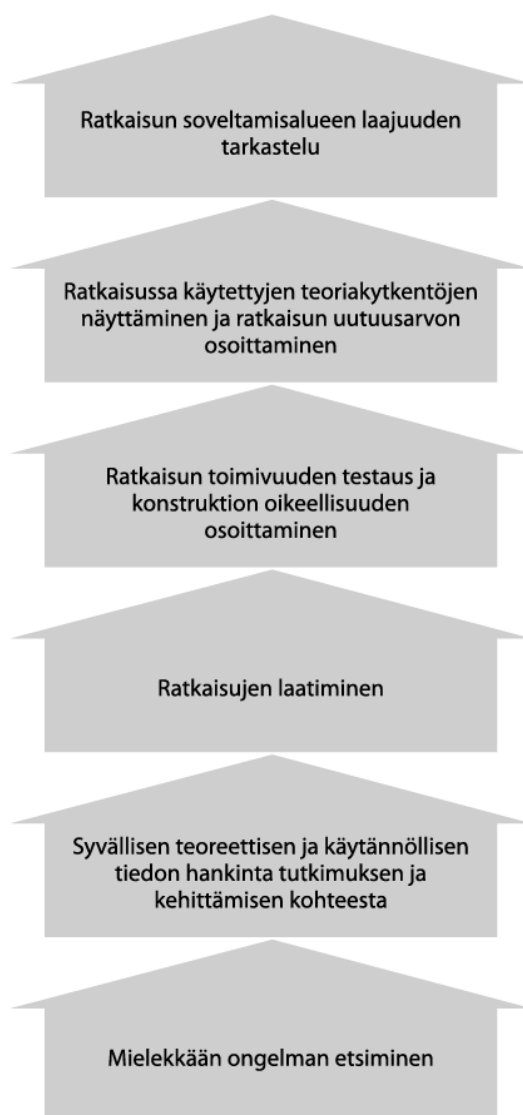 Ratkaisun soveltamisalueen laajuuden
tarkastelu
Ratkaisussa käytettyjen teoriakytkentöjen
näyttäminen ja ratkaisun uutuusarvon
osoittaminen
Ratkaisun toimivuuden testaus ja
konstruktion oikeellisuuden
osoittaminen
Ratkaisujen laatiminen
Syvällisen teoreettisen ja käytännöllisen
tiedon hankinta tutkimuksen ja
kehittämisen kohteesta
Mielekkään ongelman etsiminen